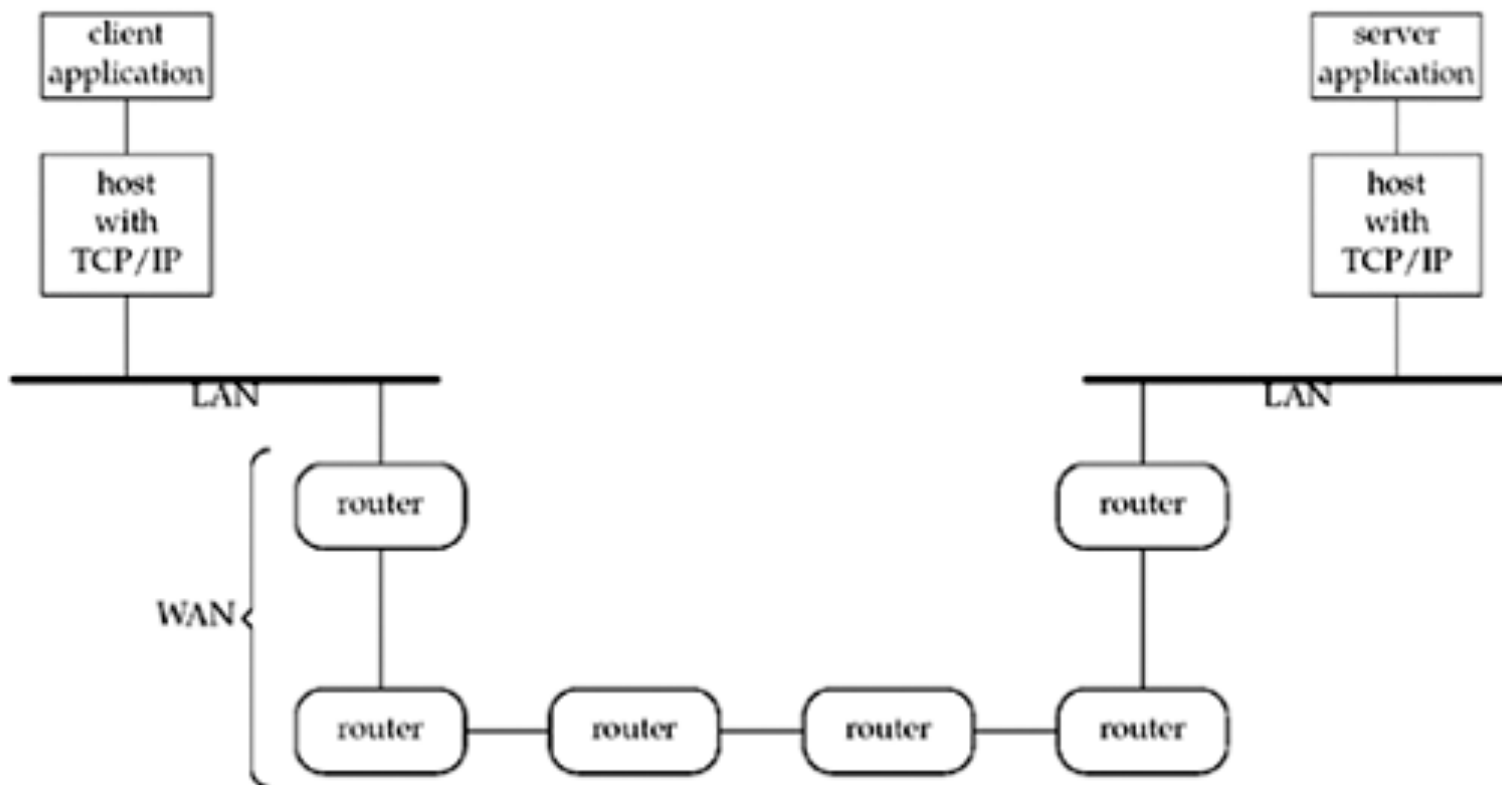 client
application
server
application
host
with
TCP/IP
host
with
TCP/IP
LAN
LAN
router
router
WAN
router
router
router
router